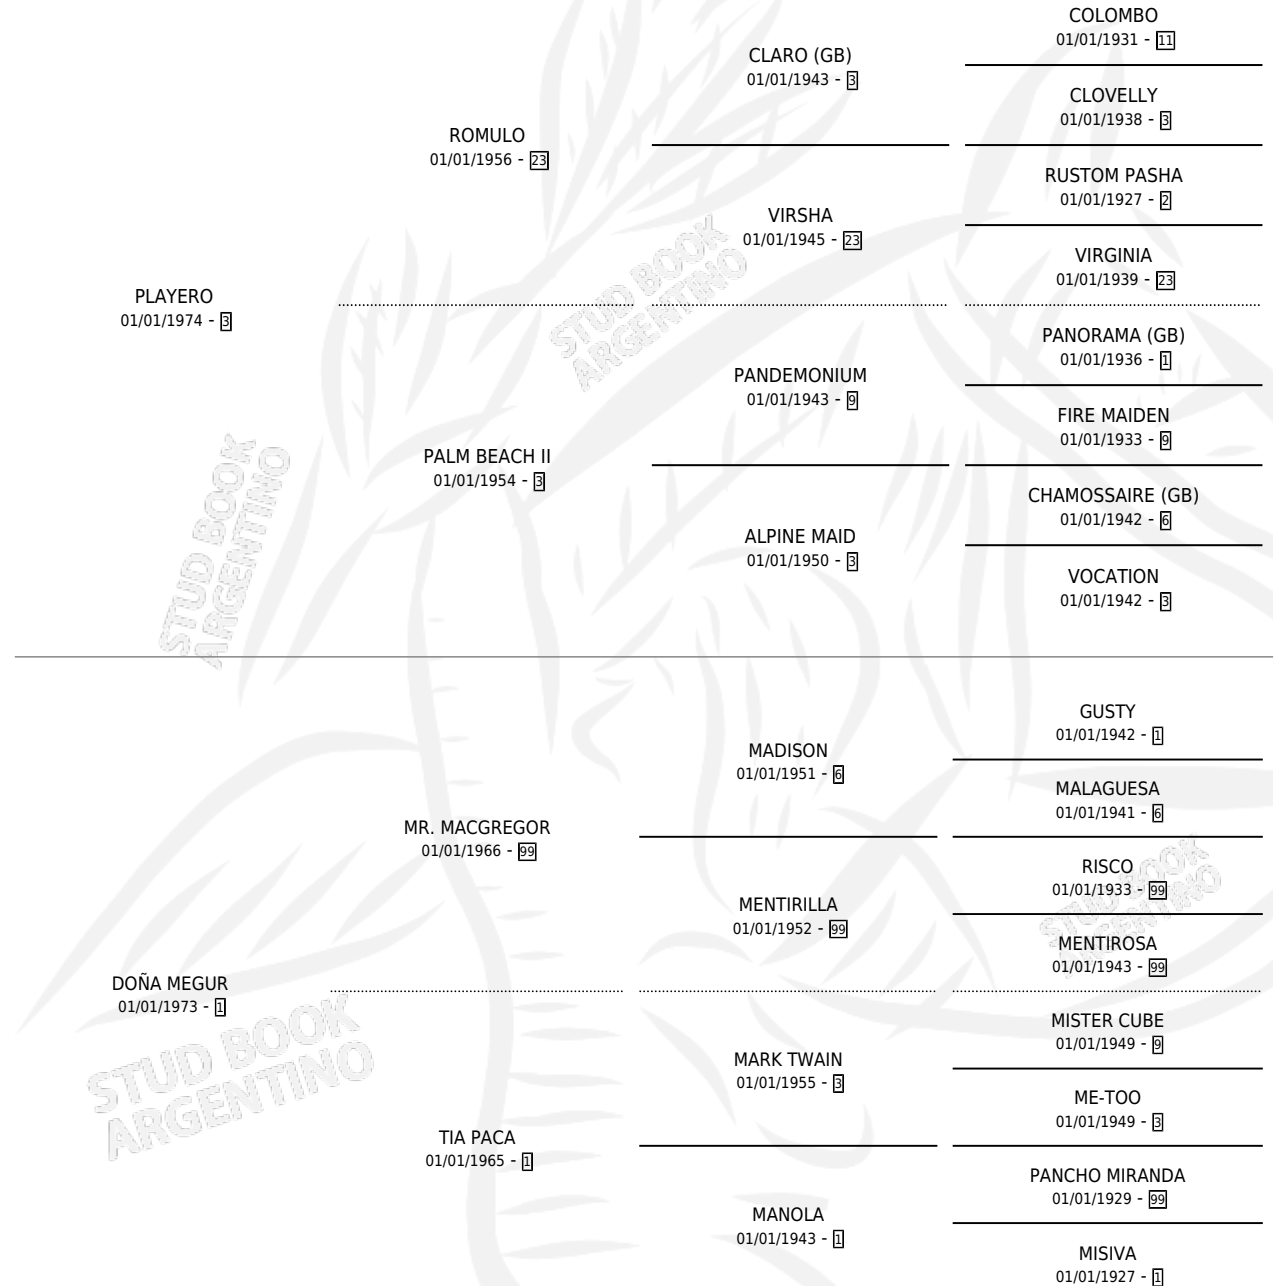 COLOMBO
01/01/1931 - 11
CLARO (GB)
01/01/1943 - 3
CLOVELLY
01/01/1938 - 3
ROMULO
01/01/1956 - 23
RUSTOM PASHA
01/01/1927 - 2
VIRSHA
01/01/1945 - 23
VIRGINIA
01/01/1939 - 23
PLAYERO
01/01/1974 - 3
PANORAMA (GB)
01/01/1936 - 1
PANDEMONIUM
01/01/1943 - 9
FIRE MAIDEN
01/01/1933 - 9
PALM BEACH II
01/01/1954 - 3
CHAMOSSAIRE (GB)
01/01/1942 - 6
ALPINE MAID
01/01/1950 - 3
VOCATION
01/01/1942 - 3
GUSTY
01/01/1942 - 1
MADISON
01/01/1951 - 6
MALAGUESA
01/01/1941 - 6
MR. MACGREGOR
01/01/1966 - 99
RISCO
01/01/1933 - 99
MENTIRILLA
01/01/1952 - 99
MENTIROSA
01/01/1943 - 99
DOÑA MEGUR
01/01/1973 - 1
MISTER CUBE
01/01/1949 - 9
MARK TWAIN
01/01/1955 - 3
ME-TOO
01/01/1949 - 3
TIA PACA
01/01/1965 - 1
PANCHO MIRANDA
01/01/1929 - 99
MANOLA
01/01/1943 - 1
MISIVA
01/01/1927 - 1
STUD BOOK
ARGENTINO
STUD BOOK
ARGENTINO
STUD BOOK
ARGENTINO
STUD BOOK
ARGENTINO